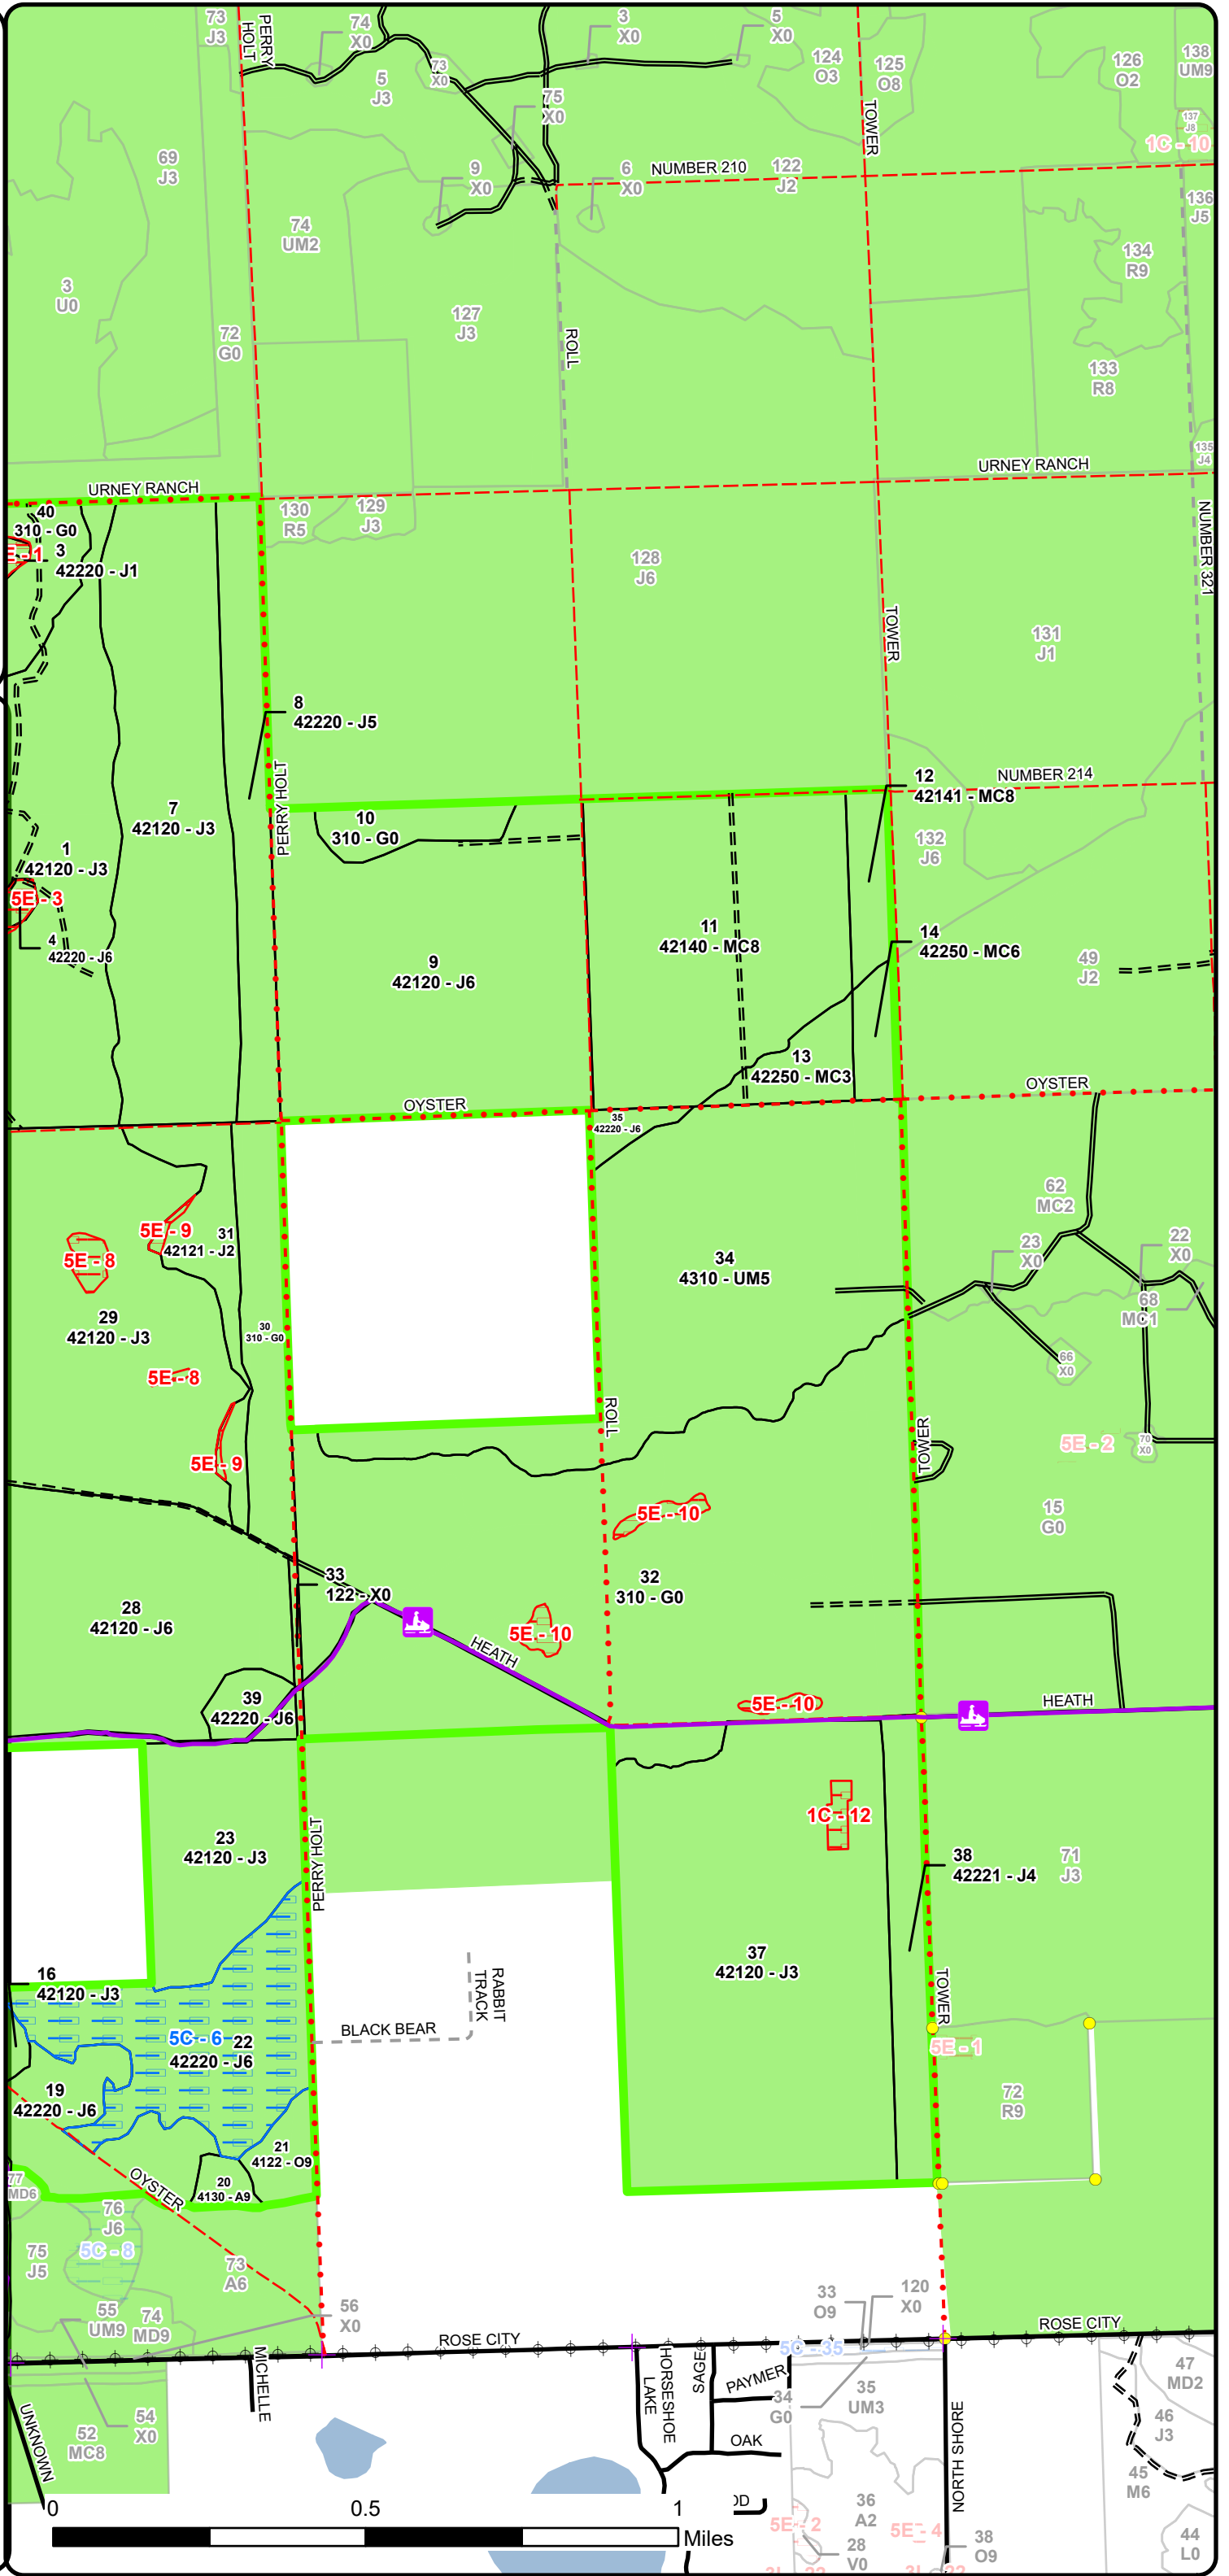 73
J3
PERRY HOLT
74
X0
3
X0
5
X0
5
J3
73
X0
124
O3
125
O8
126
O2
138
UM9
75
X0
TOWER
137
J8
1C - 10
69
J3
9
X0
6
X0
NUMBER 210
122
J2
136
J5
74
UM2
134
R9
3
U0
127
J3
72
G0
ROLL
133
R8
135
J4
URNEY RANCH
URNEY RANCH
40
310 - G0
130
R5
129
J3
NUMBER 321
E - 1
3
42220 - J1
128
J6
131
J1
TOWER
8
42220 - J5
PERRY HOLT
NUMBER 214
12
42141 - MC8
7
42120 - J3
10
310 - G0
132
J6
1
42120 - J3
5E - 3
4
42220 - J6
11
42140 - MC8
14
42250 - MC6
9
42120 - J6
49
J2
13
42250 - MC3
OYSTER
OYSTER
35
42220 - J6
62
MC2
5E - 9
31
42121 - J2
5E - 8
34
4310 - UM5
23
X0
22
X0
68
MC1
29
42120 - J3
30
310 - G0
5E - 8
66
X0
ROLL
TOWER
5E - 2
70
X0
5E - 9
5E - 10
15
G0
33
122 - X0
32
310 - G0
28
42120 - J6
5E - 10
HEATH
39
42220 - J6
5E - 10
HEATH
1C - 12
23
42120 - J3
PERRY HOLT
38
42221 - J4
71
J3
37
42120 - J3
16
42120 - J3
RABBIT TRACK
TOWER
BLACK BEAR
5C - 6
22
42220 - J6
5E - 1
19
42220 - J6
72
R9
21
4122 - O9
20
4130 - A9
OYSTER
77
MD6
76
J6
5C - 8
75
J5
73
A6
55
UM9
74
MD9
56
X0
33
O9
120
X0
ROSE CITY
ROSE CITY
5C - 35
MICHELLE
HORSESHOE LAKE
SAGE
PAYMER
34
G0
35
UM3
47
MD2
UNKNOWN
52
MC8
54
X0
OAK
NORTH SHORE
46
J3
45
M6
0
0.5
1
Miles
OD
36
A2
5E - 2
5E - 4
28
V0
38
O9
44
L0